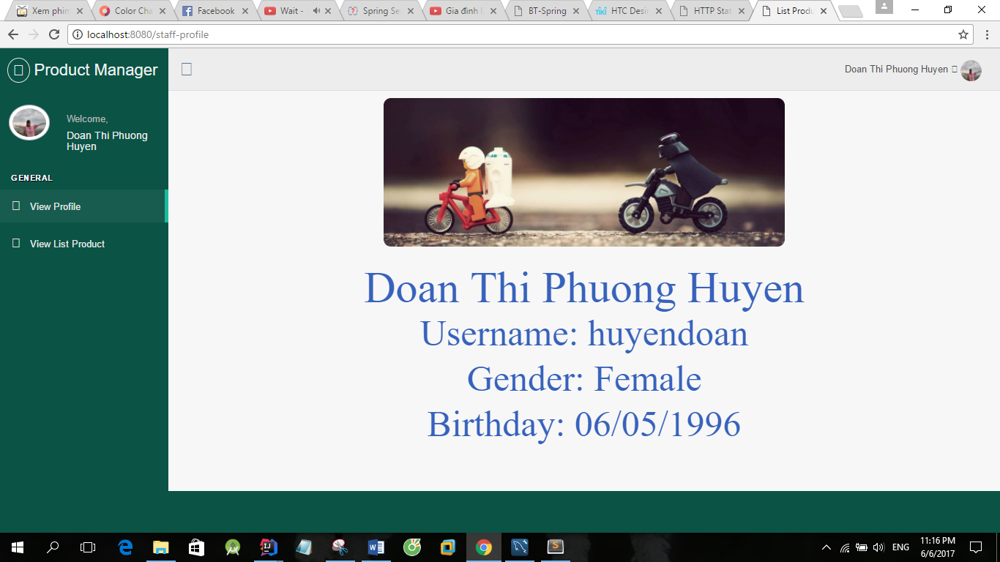 Xem phim
Color Cha
Facebook
Wait -
Spring Se
Gia đình l
BT-Spring
HTC Desi
HTTP Stat
List Produ
localhost:8080/staff-profile
Product Manager
Doan Thi Phuong Huyen
Welcome,
Doan Thi Phuong
Huyen
GENERAL
View Profile
View List Product
Doan Thi Phuong Huyen
Username: huyendoan
Gender: Female
Birthday: 06/05/1996
ENG
11:16 PM
6/6/2017